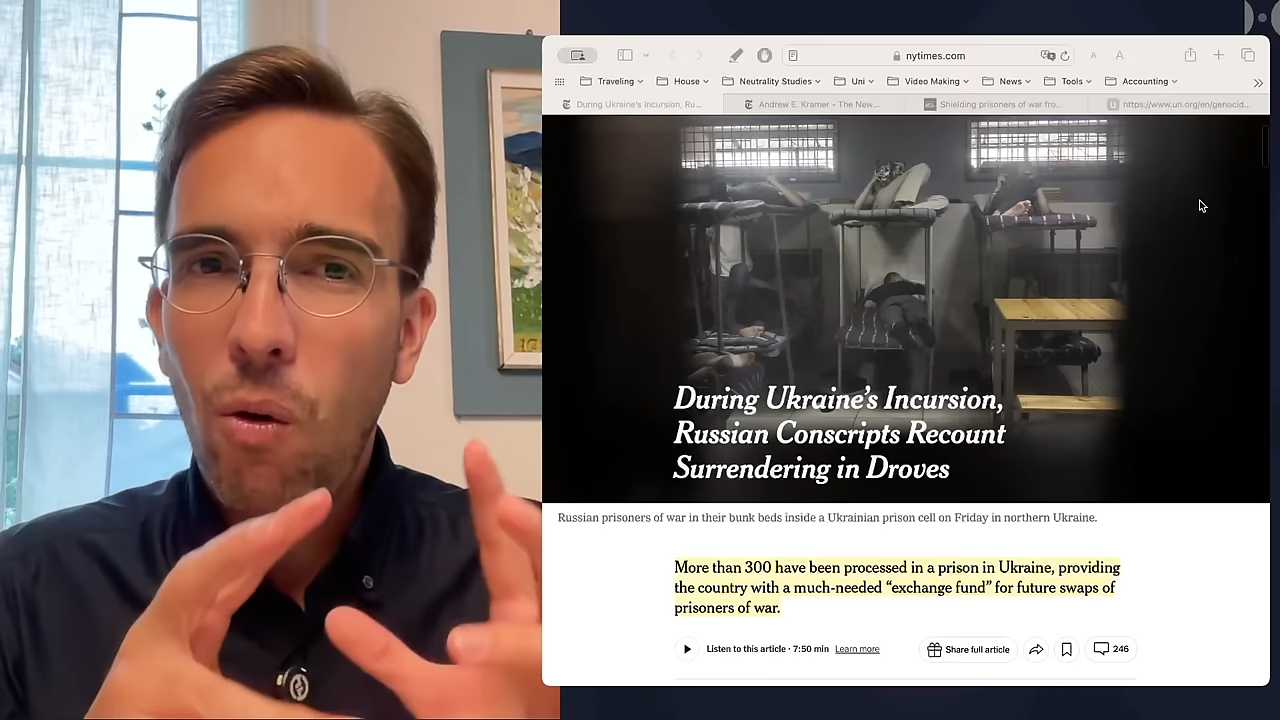 nytimes.com
A A
Traveling House Neutrality Studies Uni Video Making News Tools Accounting
During Ukraine's Incursion, Ru... Andrew E. Kramer - The New... Shielding prisoners of war fro... https://www.un.org/en/genocid...
During Ukraine's Incursion,
Russian Conscripts Recount
Surrendering in Droves
Russian prisoners of war in their bunk beds inside a Ukrainian prison cell on Friday in northern Ukraine.
More than 300 have been processed in a prison in Ukraine, providing
the country with a much-needed “exchange fund” for future swaps of
prisoners of war.
Listen to this article · 7:50 min Learn more Share full article 246